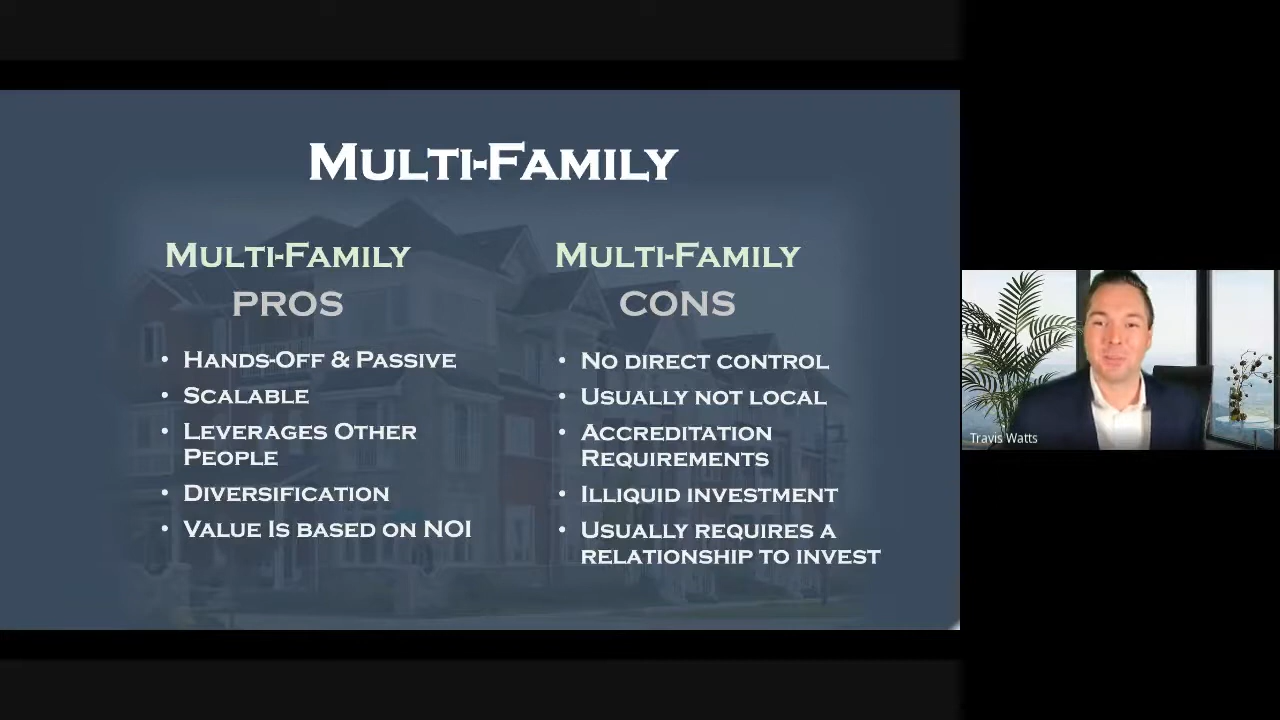 Multi-Family
Multi-Family
PROS
• Hands-Off & Passive
• Scalable
• Leverages Other
People
• Diversification
• Value Is based on NOI
Multi-Family
CONS
• No direct control
• Usually not local
• Accreditation
Requirements
• Illiquid investment
• Usually requires a
relationship to invest
Travis Watts